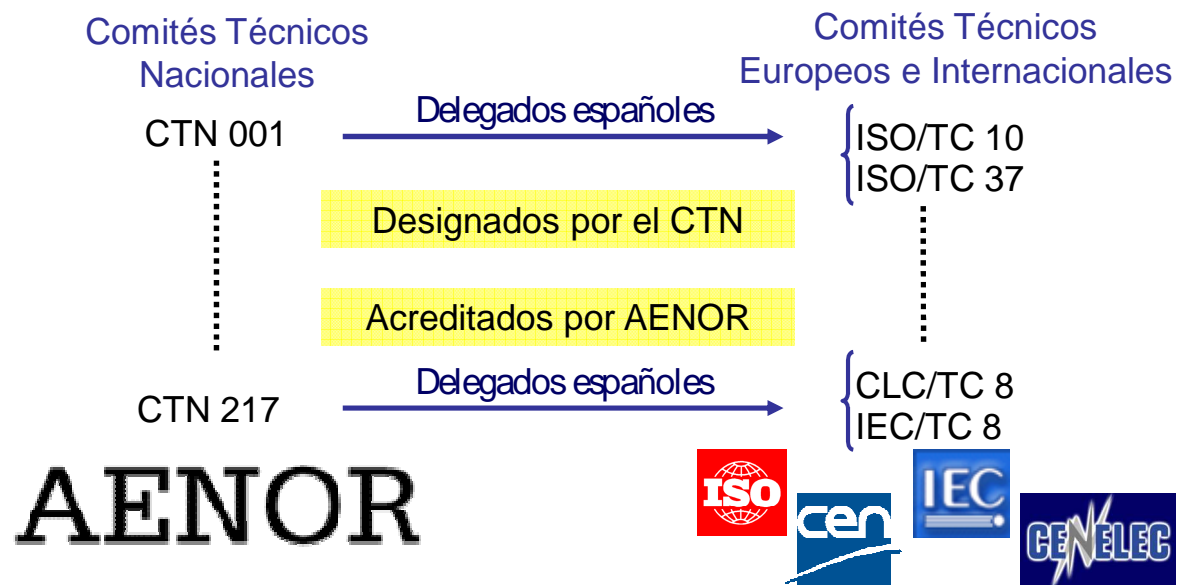 Comités Técnicos
Nacionales
Comités Técnicos
Europeos e Internacionales
CTN 001
Delegados españoles
ISO/TC 10
ISO/TC 37
Designados por el CTN
Acreditados por AENOR
CTN 217
Delegados españoles
CLC/TC 8
IEC/TC 8
AENOR
ISO
cen
IEC
CENELEC